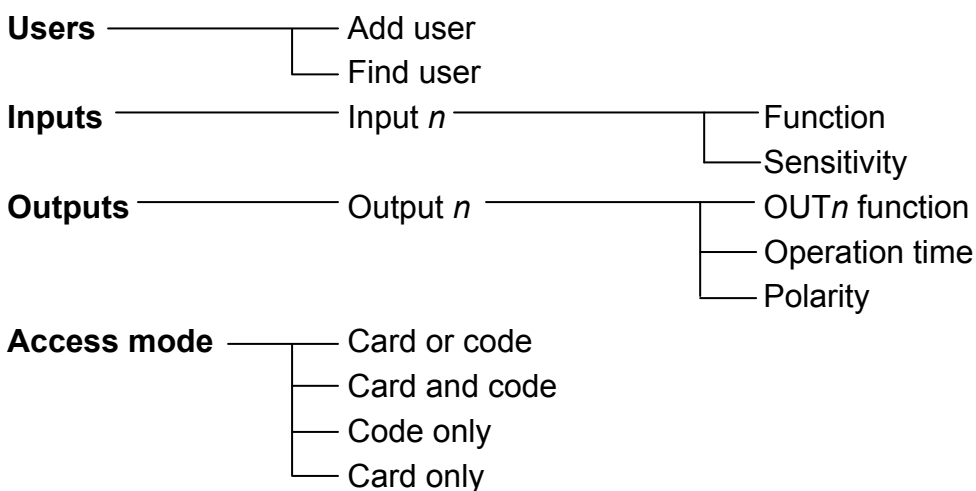 Users Add user
Find user
Inputs Input n Function
Sensitivity
Outputs Output n OUTn function
Operation time
Polarity
Access mode Card or code
Card and code
Code only
Card only